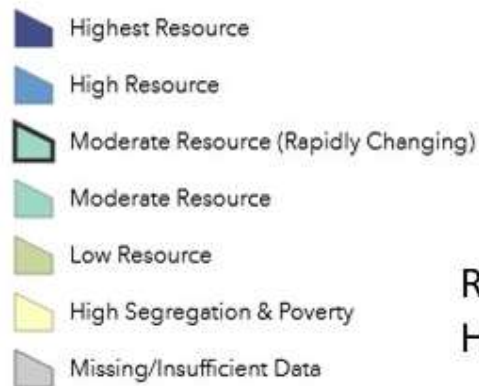 Highest Resource
High Resource
Moderate Resource (Rapidly Changing)
Moderate Resource
Low Resource
High Segregation & Poverty
Missing/Insufficient Data
R
H